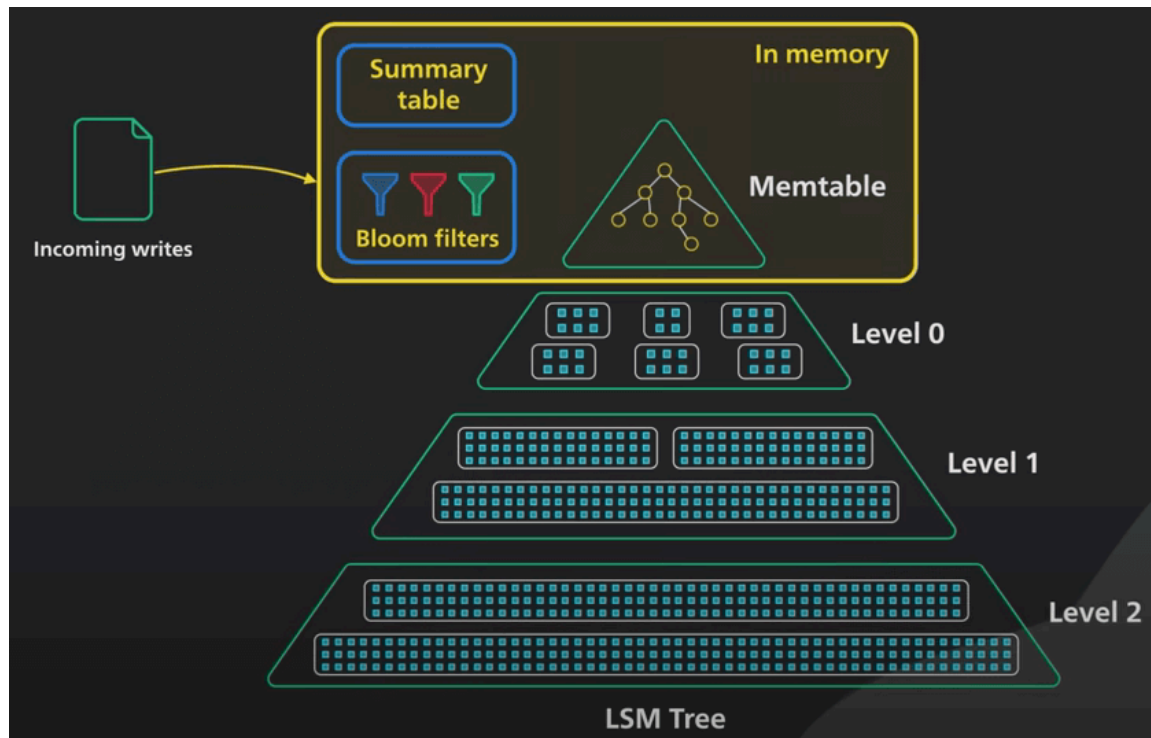 Summary
table
In memory
Memtable
Bloom filters
Incoming writes
Level 0
Level 1
Level 2
LSM Tree